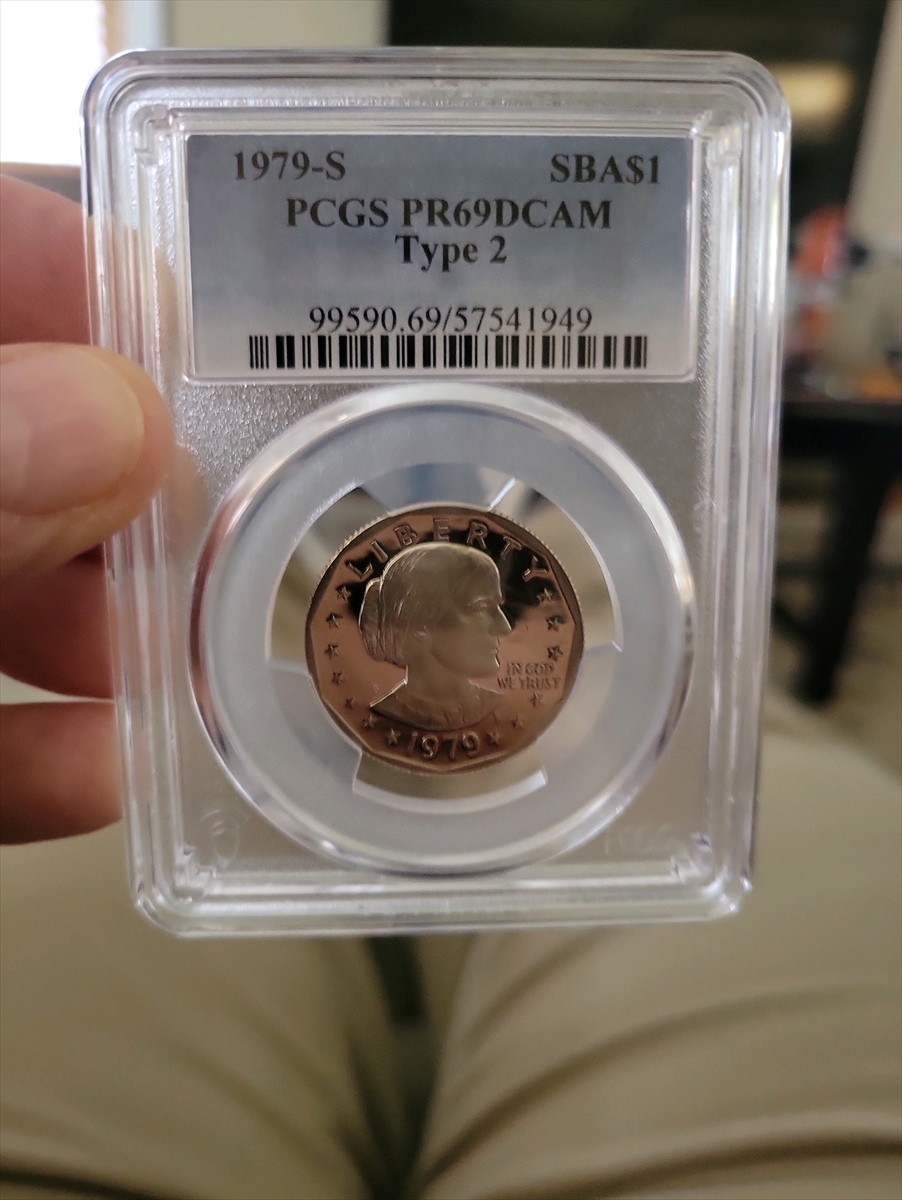 1979-S SBA$1
PCGS PR69DCAM
Type 2
99590.69/57541949
LIBERTY
IN GOD
WE TRUST
1979